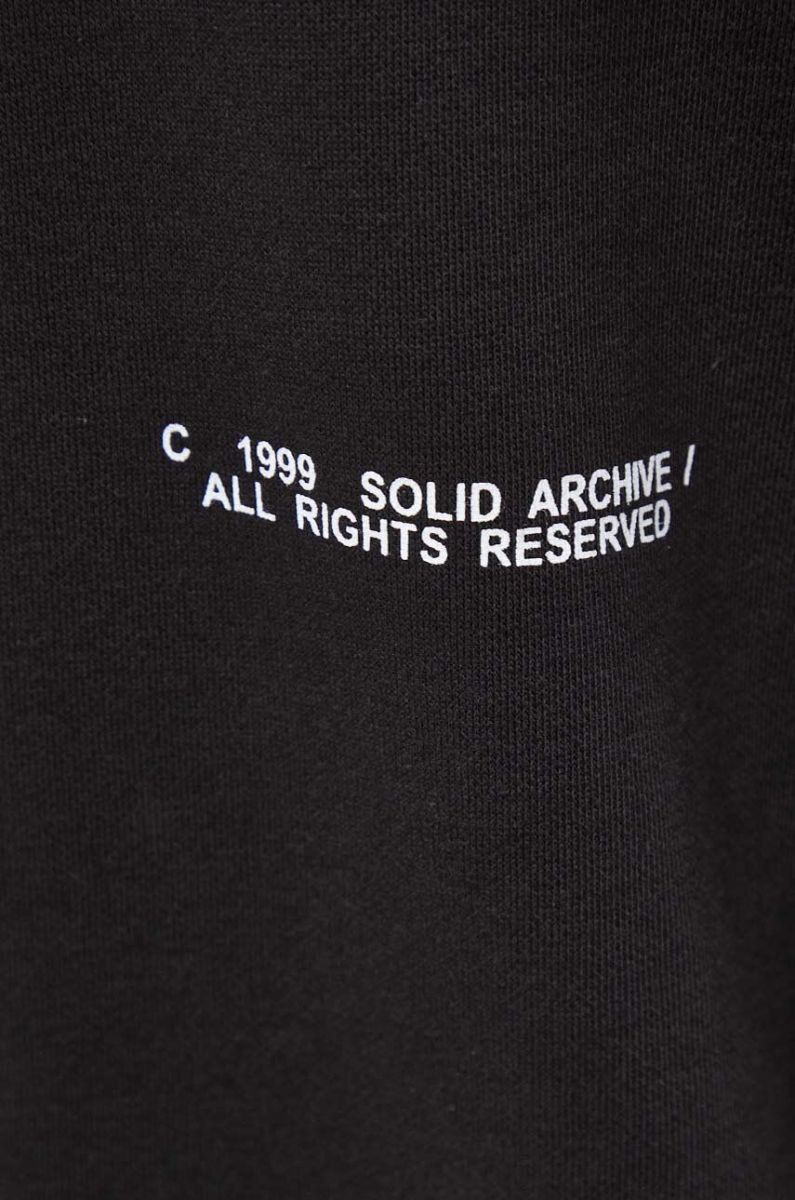 C 1999 SOLID ARCHIVE /
ALL RIGHTS RESERVED